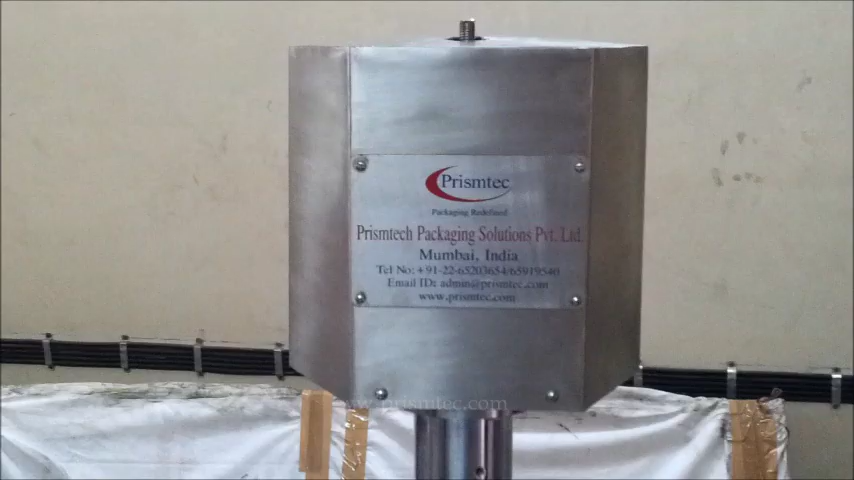 Prismtec
Packaging Redefined
Prismtech Packaging Solutions Pvt. Ltd.
Mumbai, India
Tel No: +91-22-65203654/65919540
Email ID: admin@prismtec.com
www.prismtec.com
www.prismtec.com